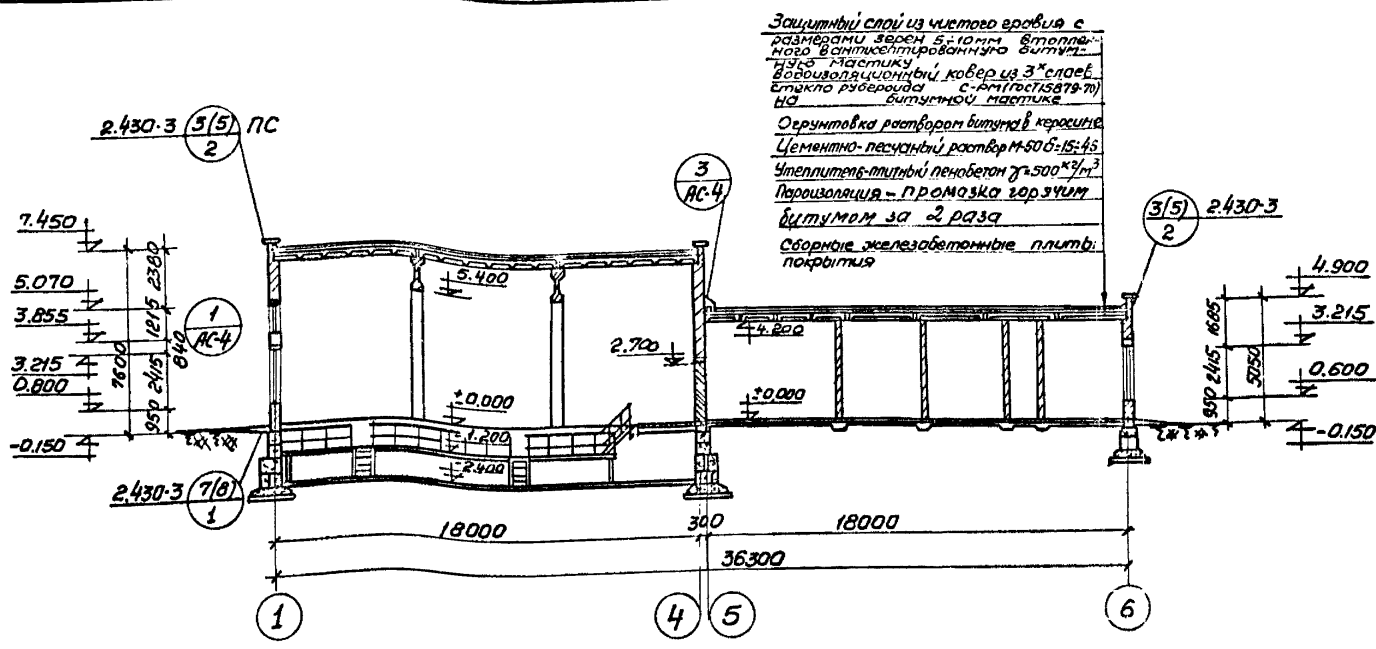 Защитный слой из чистого гравия с
размерами зерен 5÷10мм втоплен-
ного в антисептированную битум-
ную мастику
Водоизоляционный ковер из 3х слоев
стекло рубероида С-РМ(ГОСТ15879-70)
на битумной мастике
Огрунтовка раствором битума в керосине
Цементно-песчаный раствор М-50 δ=15÷45
Утеплитель-плитный пенобетон γ=500кг/м³
Пароизоляция - промазка горячим
битумом за 2 раза
Сборные железобетонные плиты
покрытия
2.430-3 3(5) ПС
2
3
АС-4
3(5) 2.430-3
2
7.450
5.070
3.855
3.215
0.800
-0.150
7600
2380
1215
840
2415
950
1
АС-4
5.400
2.700
4.200
±0.000
±0.000
-1.200
-2.400
4.900
3.215
0.600
-0.150
1685
2415
950
5050
2.430-3 7(8)
1
18000
300
18000
36300
1
4
5
6